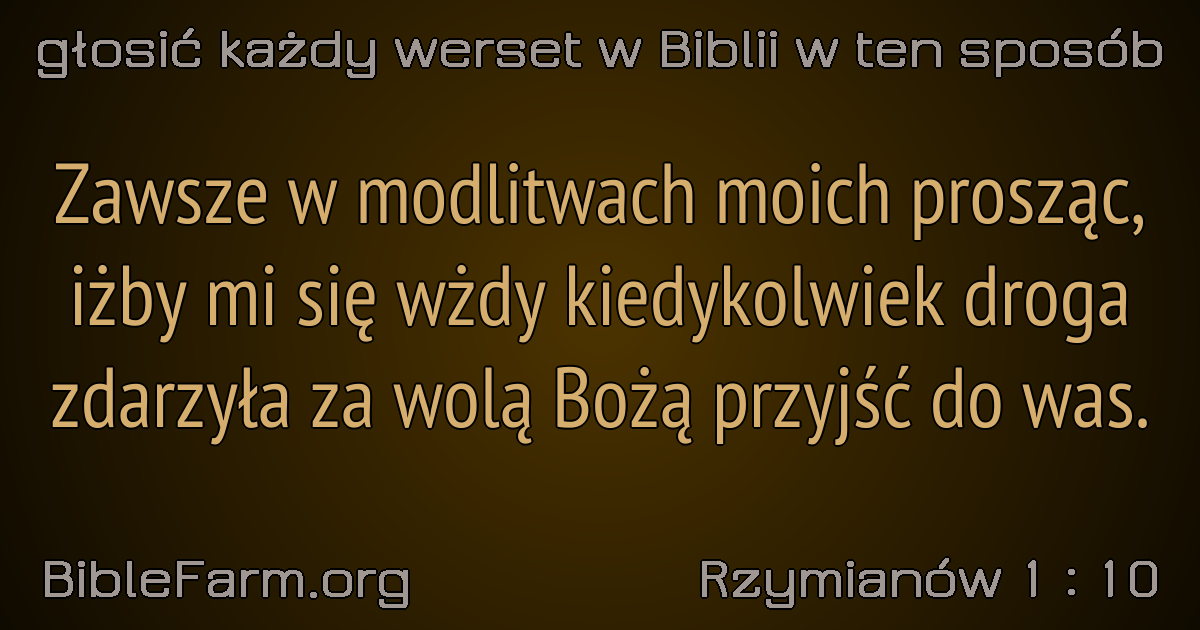 głosić każdy werset w Biblii w ten sposób
Zawsze w modlitwach moich prosząc,
iżby mi się wżdy kiedykolwiek droga
zdarzyła za wolą Bożą przyjść do was.
BibleFarm.org
Rzymianów 1 : 10